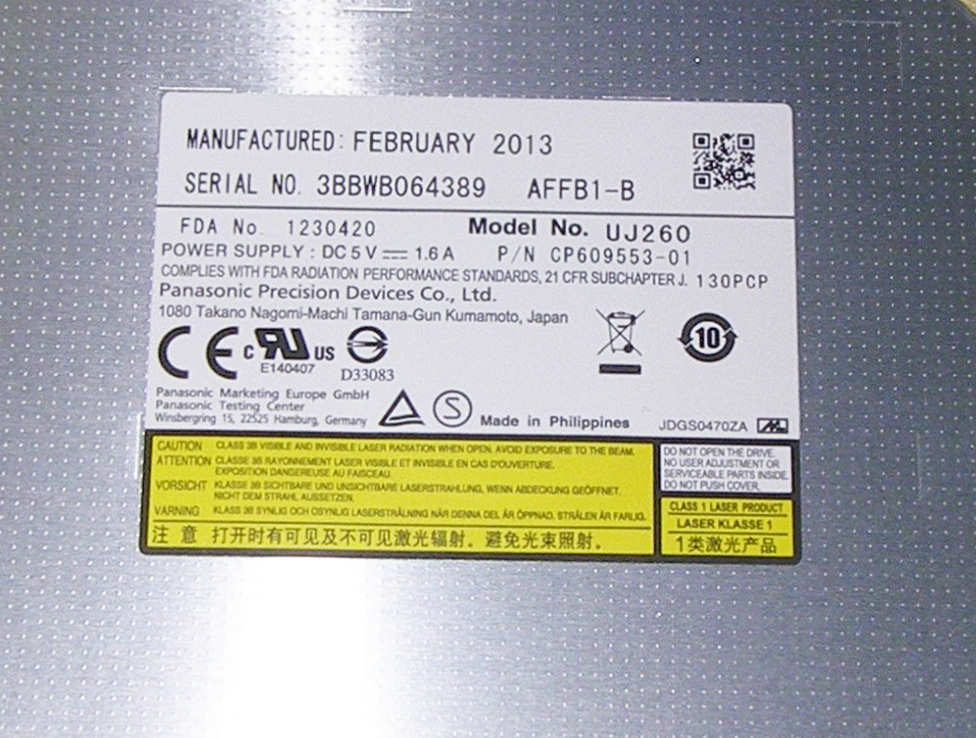 MANUFACTURED: FEBRUARY 2013
SERIAL NO. 3BBWB064389 AFFB1-B
FDA No. 1230420 Model No. UJ260
POWER SUPPLY : DC 5 V ⎓ 1.6 A P/N CP609553-01
COMPLIES WITH FDA RADIATION PERFORMANCE STANDARDS, 21 CFR SUBCHAPTER J. 130PCP
Panasonic Precision Devices Co., Ltd.
1080 Takano Nagomi-Machi Tamana-Gun Kumamoto, Japan
CE c RU US
E140407
D33083
10
Panasonic Marketing Europe GmbH
Panasonic Testing Center
Winsbergring 15, 22525 Hamburg, Germany
S
Made in Philippines
JDGS0470ZA
CAUTION CLASS 3B VISIBLE AND INVISIBLE LASER RADIATION WHEN OPEN. AVOID EXPOSURE TO THE BEAM.
ATTENTION CLASSE 3B RAYONNEMENT LASER VISIBLE ET INVISIBLE EN CAS D'OUVERTURE.
EXPOSITION DANGEREUSE AU FAISCEAU.
VORSICHT KLASSE 3B SICHTBARE UND UNSICHTBARE LASERSTRAHLUNG, WENN ABDECKUNG GEÖFFNET.
NICHT DEM STRAHL AUSSETZEN.
VARNING KLASS 3B SYNLIG OCH OSYNLIG LASERSTRÅLNING NÄR DENNA DEL ÄR ÖPPNAD. STRÅLEN ÄR FARLIG.
注 意 打开时有可见及不可见激光辐射。避免光束照射。
DO NOT OPEN THE DRIVE.
NO USER ADJUSTMENT OR
SERVICEABLE PARTS INSIDE.
DO NOT PUSH COVER.
CLASS 1 LASER PRODUCT
LASER KLASSE 1
1类激光产品